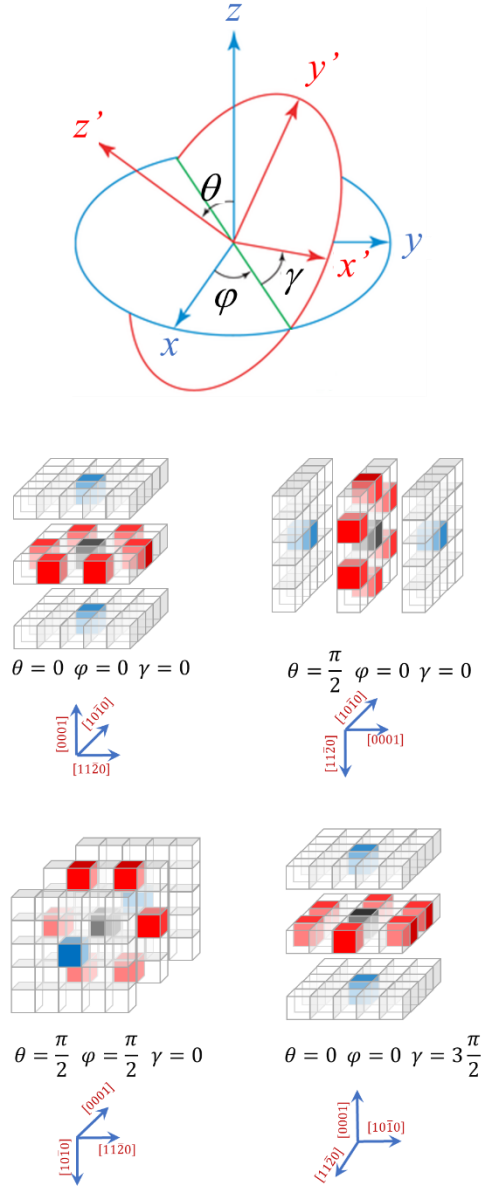 z
y’
z’
θ
x’
y
γ
φ
x
θ = 0 φ = 0 γ = 0
θ = π/2 φ = 0 γ = 0
[0001]
[101̅0]
[112̅0]
[101̅0]
[0001]
[112̅0]
θ = π/2 φ = π/2 γ = 0
θ = 0 φ = 0 γ = 3 π/2
[0001]
[101̅0]
[112̅0]
[0001]
[101̅0]
[112̅0]